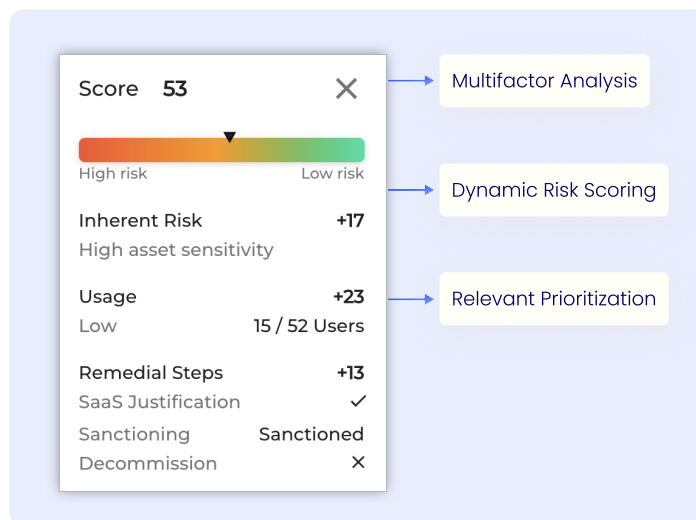 Score 53
High risk Low risk
Inherent Risk +17
High asset sensitivity
Usage +23
Low 15 / 52 Users
Remedial Steps +13
SaaS Justification
Sanctioning Sanctioned
Decommission
Multifactor Analysis
Dynamic Risk Scoring
Relevant Prioritization